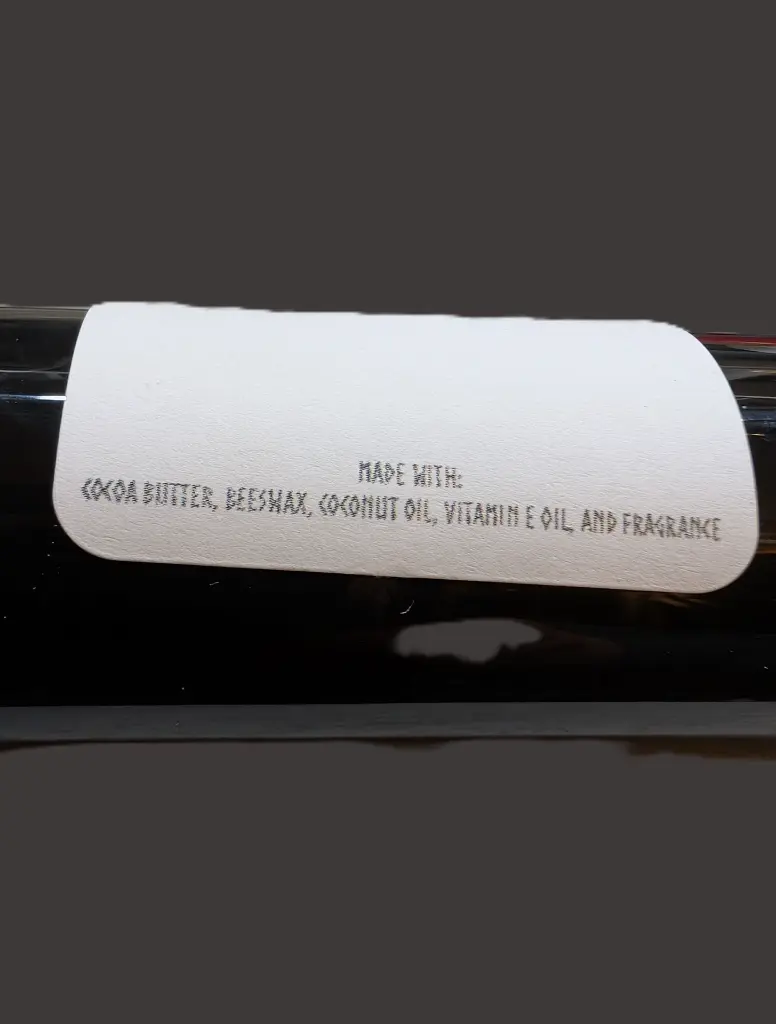 MADE WITH:
COCOA BUTTER, BEESWAX, COCONUT OIL, VITAMIN E OIL, AND FRAGRANCE